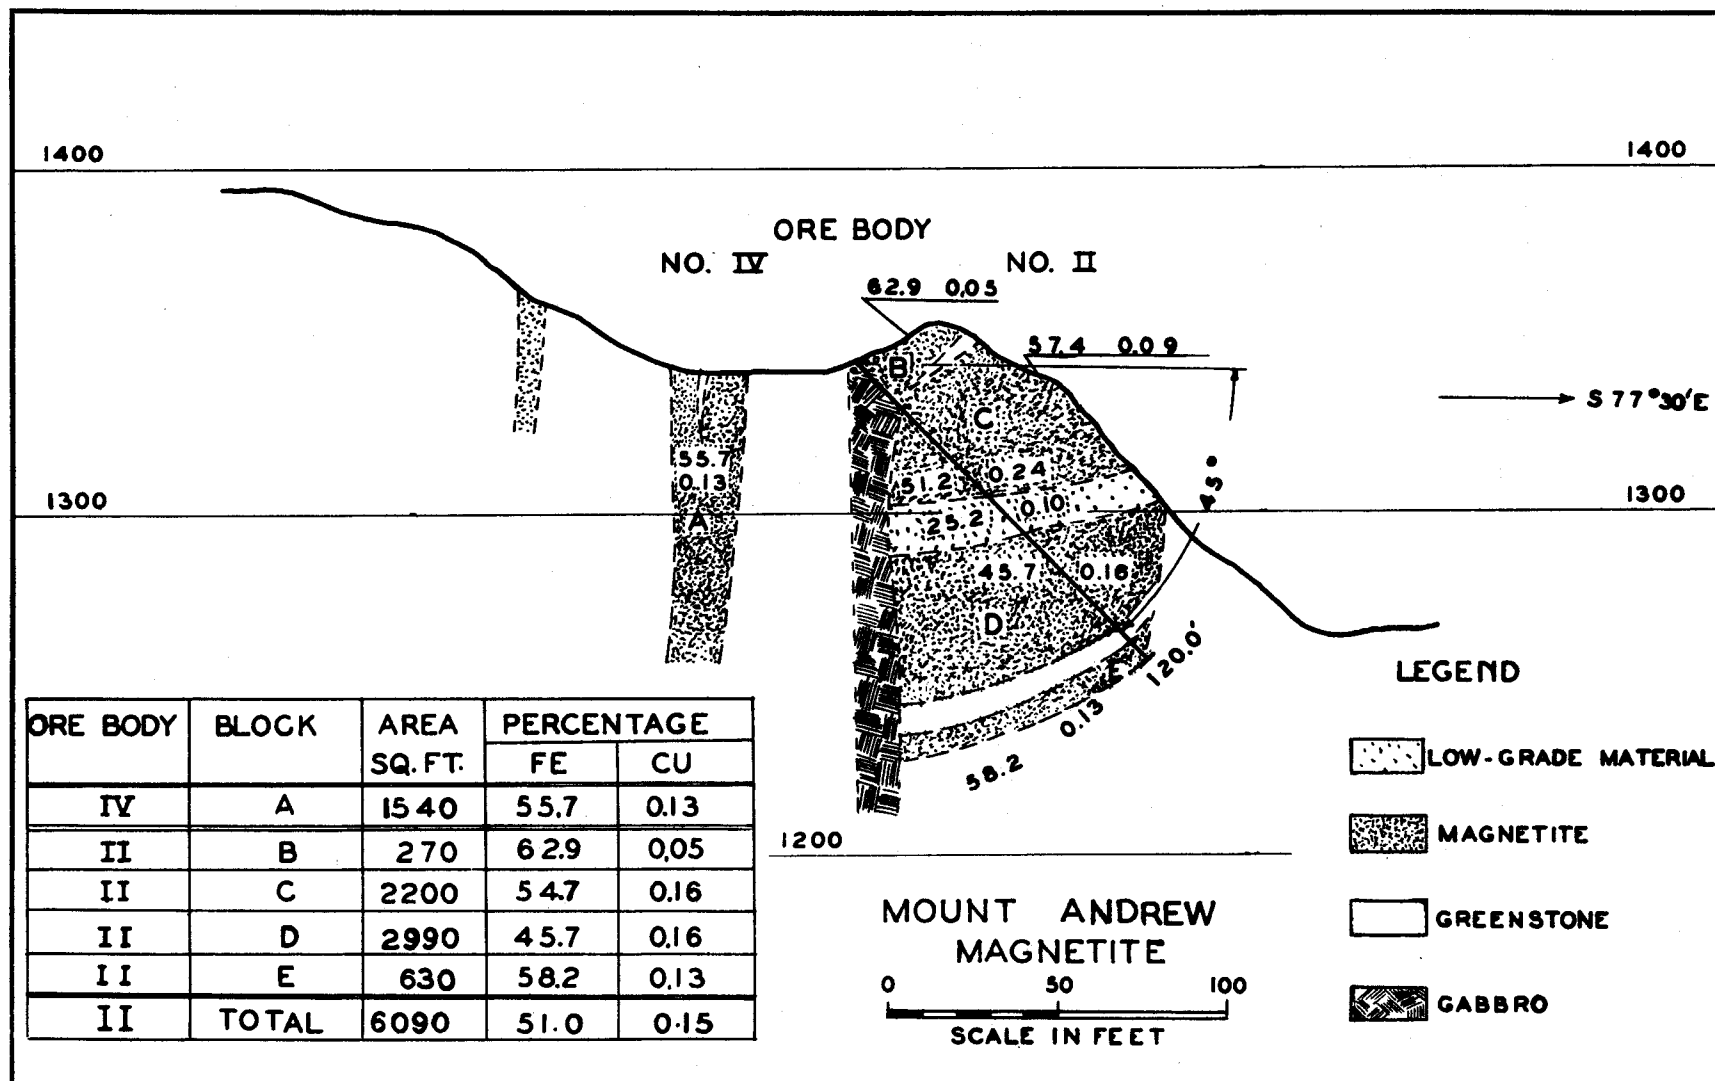 1400 1400
ORE BODY
NO. IV NO. II
62.9 0.05
57.4 0.09
B
S 77°30'E
C
55.7
0.13
51.2 0.24
45°
1300 1300
25.2 0.10
A
45.7 0.16
D
E
120.0'
0.13
58.2
1200
ORE BODY BLOCK AREA SQ. FT. PERCENTAGE
FE CU
IV A 1540 55.7 0.13
II B 270 62.9 0.05
II C 2200 54.7 0.16
II D 2990 45.7 0.16
II E 630 58.2 0.13
II TOTAL 6090 51.0 0.15
MOUNT ANDREW
MAGNETITE
0 50 100
SCALE IN FEET
LEGEND
LOW-GRADE MATERIAL
MAGNETITE
GREENSTONE
GABBRO